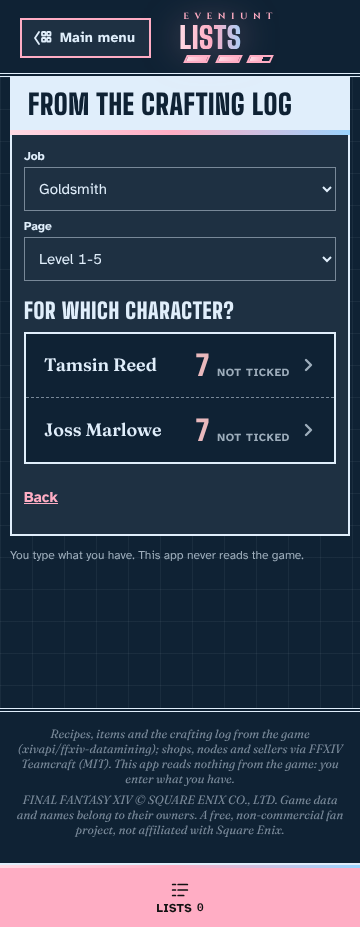 Main menu
EVENIUNT
LISTS
FROM THE CRAFTING LOG
Job
Goldsmith
Page
Level 1-5
FOR WHICH CHARACTER?
Tamsin Reed 7 NOT TICKED
Joss Marlowe 7 NOT TICKED
Back
You type what you have. This app never reads the game.
Recipes, items and the crafting log from the game
(xivapi/ffxiv-datamining); shops, nodes and sellers via FFXIV
Teamcraft (MIT). This app reads nothing from the game: you
enter what you have.
FINAL FANTASY XIV © SQUARE ENIX CO., LTD. Game data
and names belong to their owners. A free, non-commercial fan
project, not affiliated with Square Enix.
LISTS 0